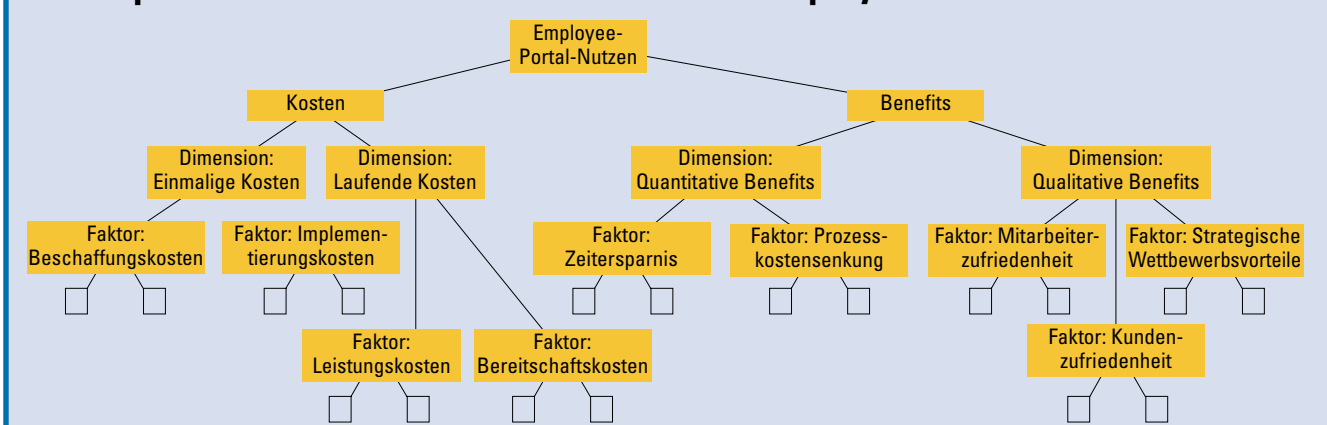 Employee-
Portal-Nutzen
Kosten
Benefits
Dimension:
Einmalige Kosten
Dimension:
Laufende Kosten
Dimension:
Quantitative Benefits
Dimension:
Qualitative Benefits
Faktor:
Beschaffungskosten
Faktor: Implemen-
tierungskosten
Faktor:
Zeitersparnis
Faktor: Prozess-
kostensenkung
Faktor: Mitarbeiter-
zufriedenheit
Faktor: Strategische
Wettbewerbsvorteile
Faktor:
Leistungskosten
Faktor:
Bereitschaftskosten
Faktor: Kunden-
zufriedenheit